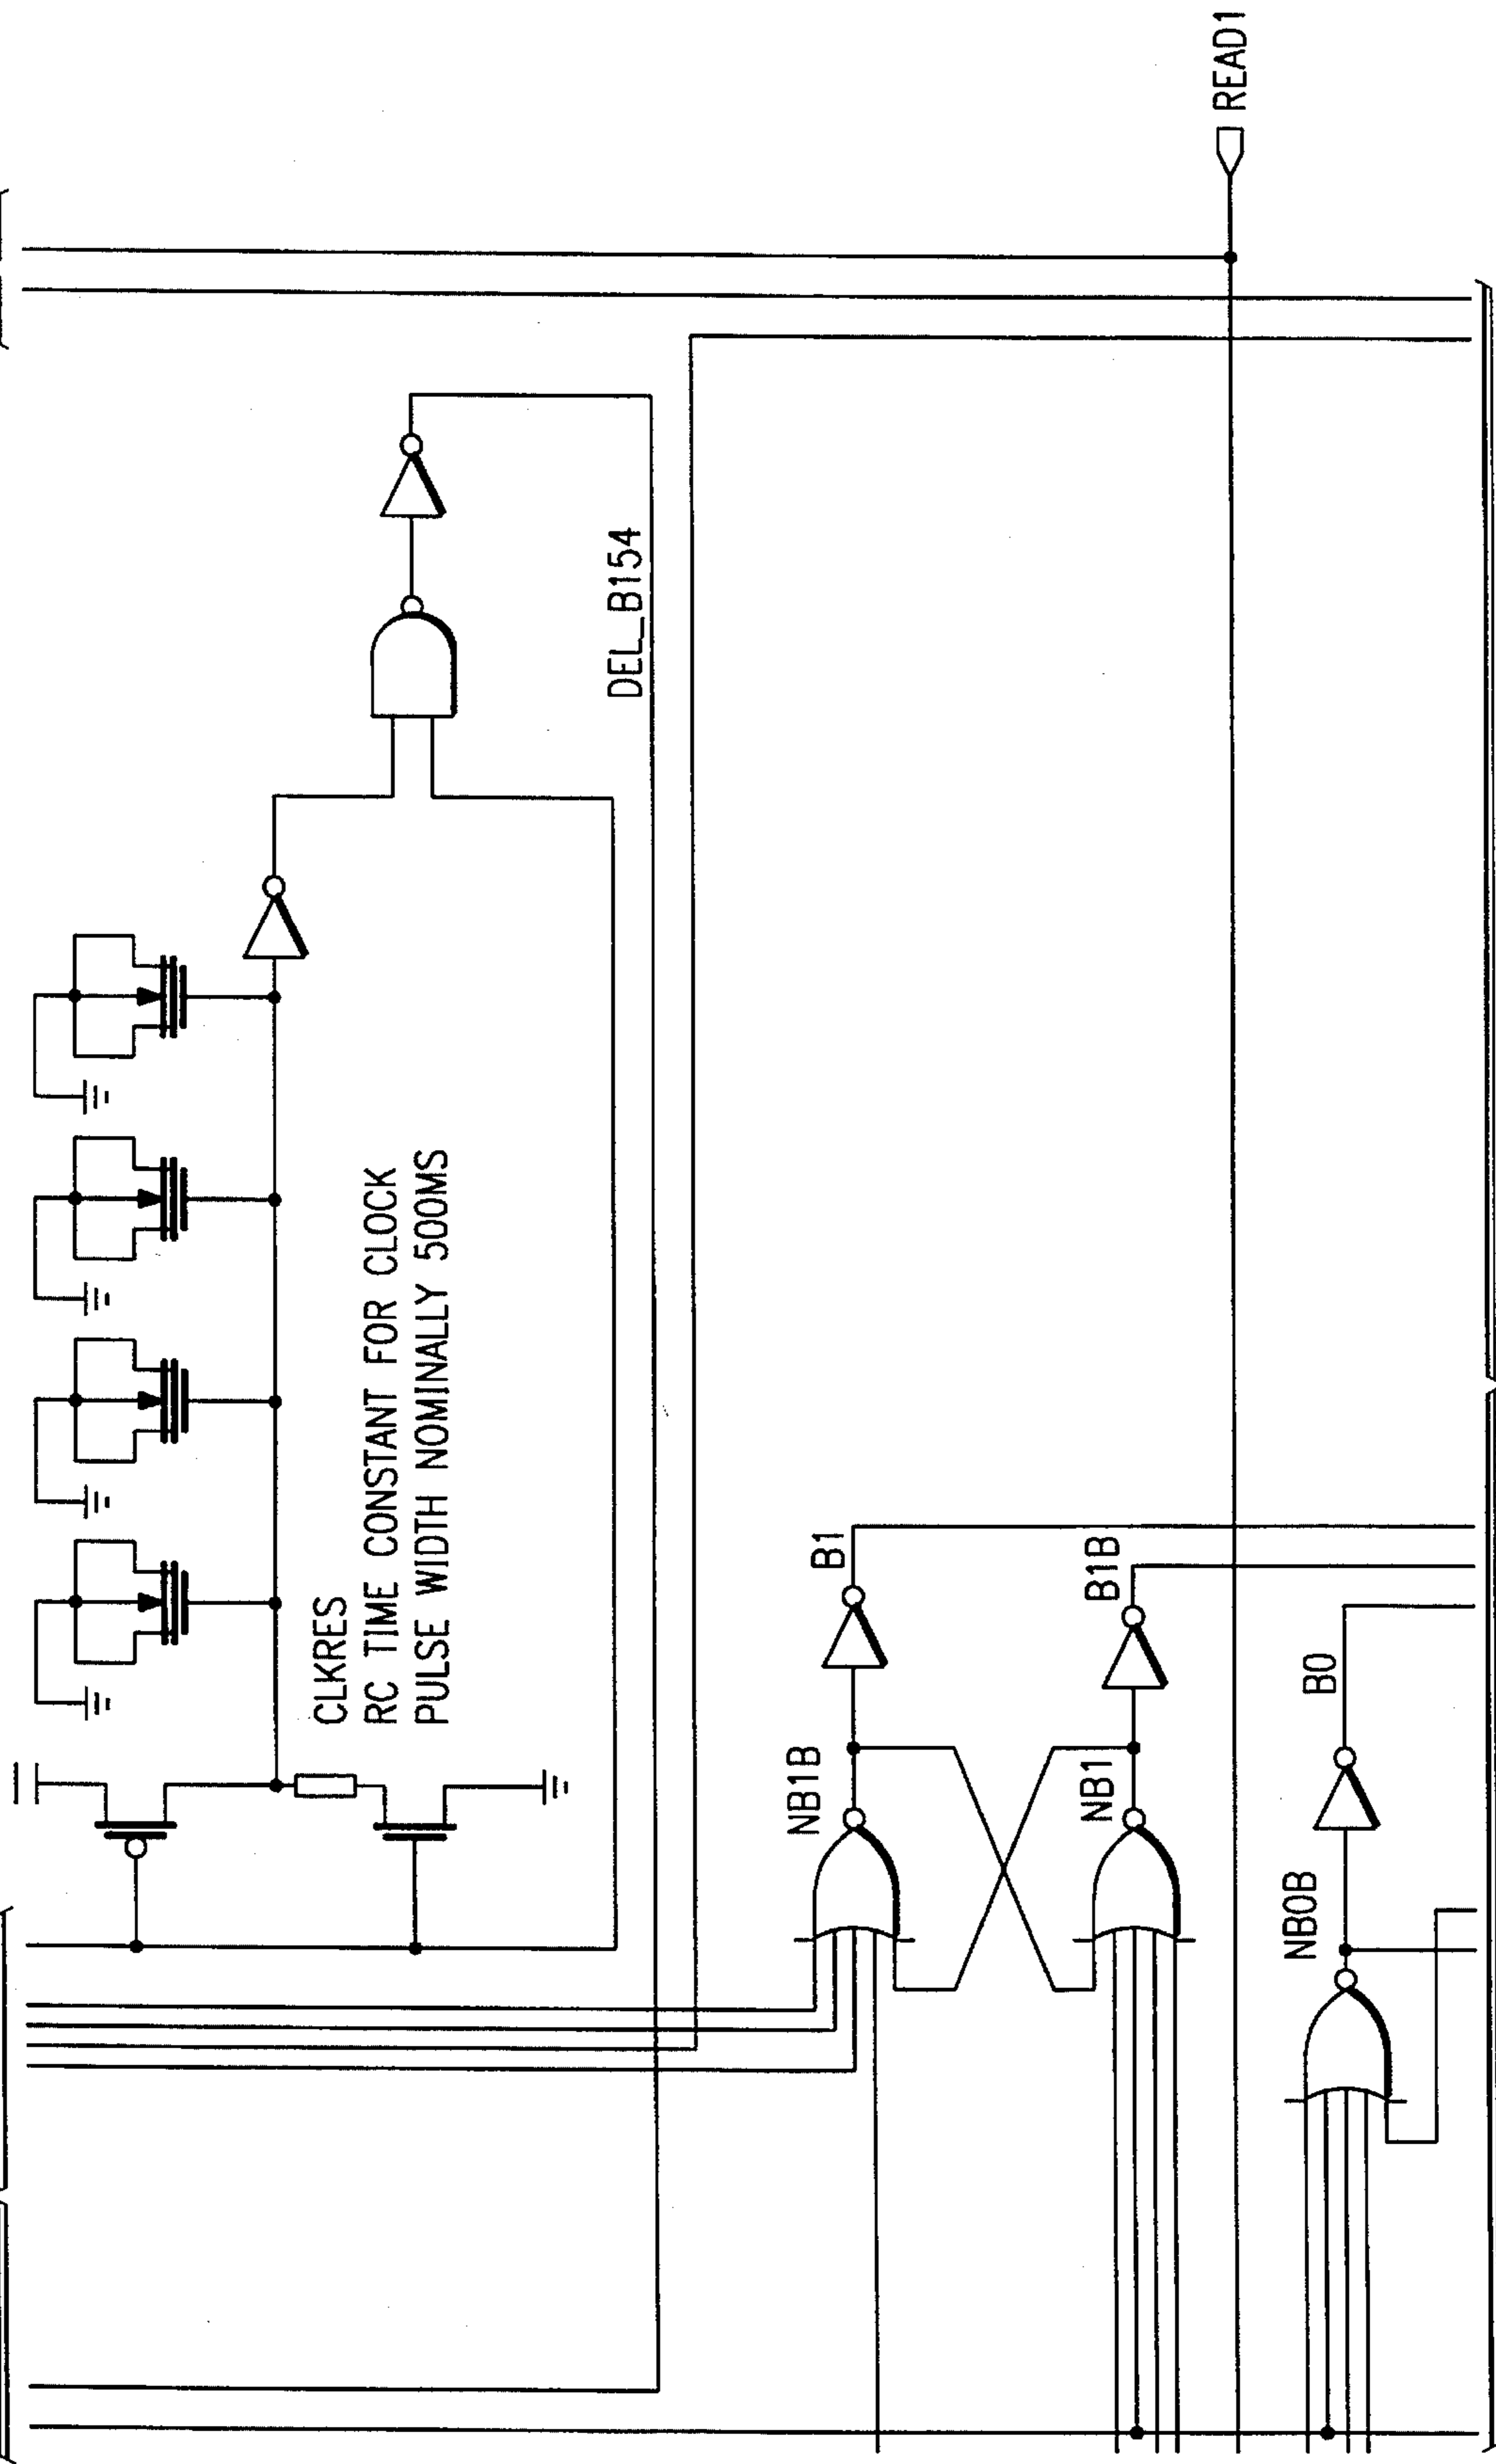 CLKRES
RC TIME CONSTANT FOR CLOCK
PULSE WIDTH NOMINALLY 500MS
DEL_B154
NB1B
B1
NB1
B1B
READ1
NB0B
B0